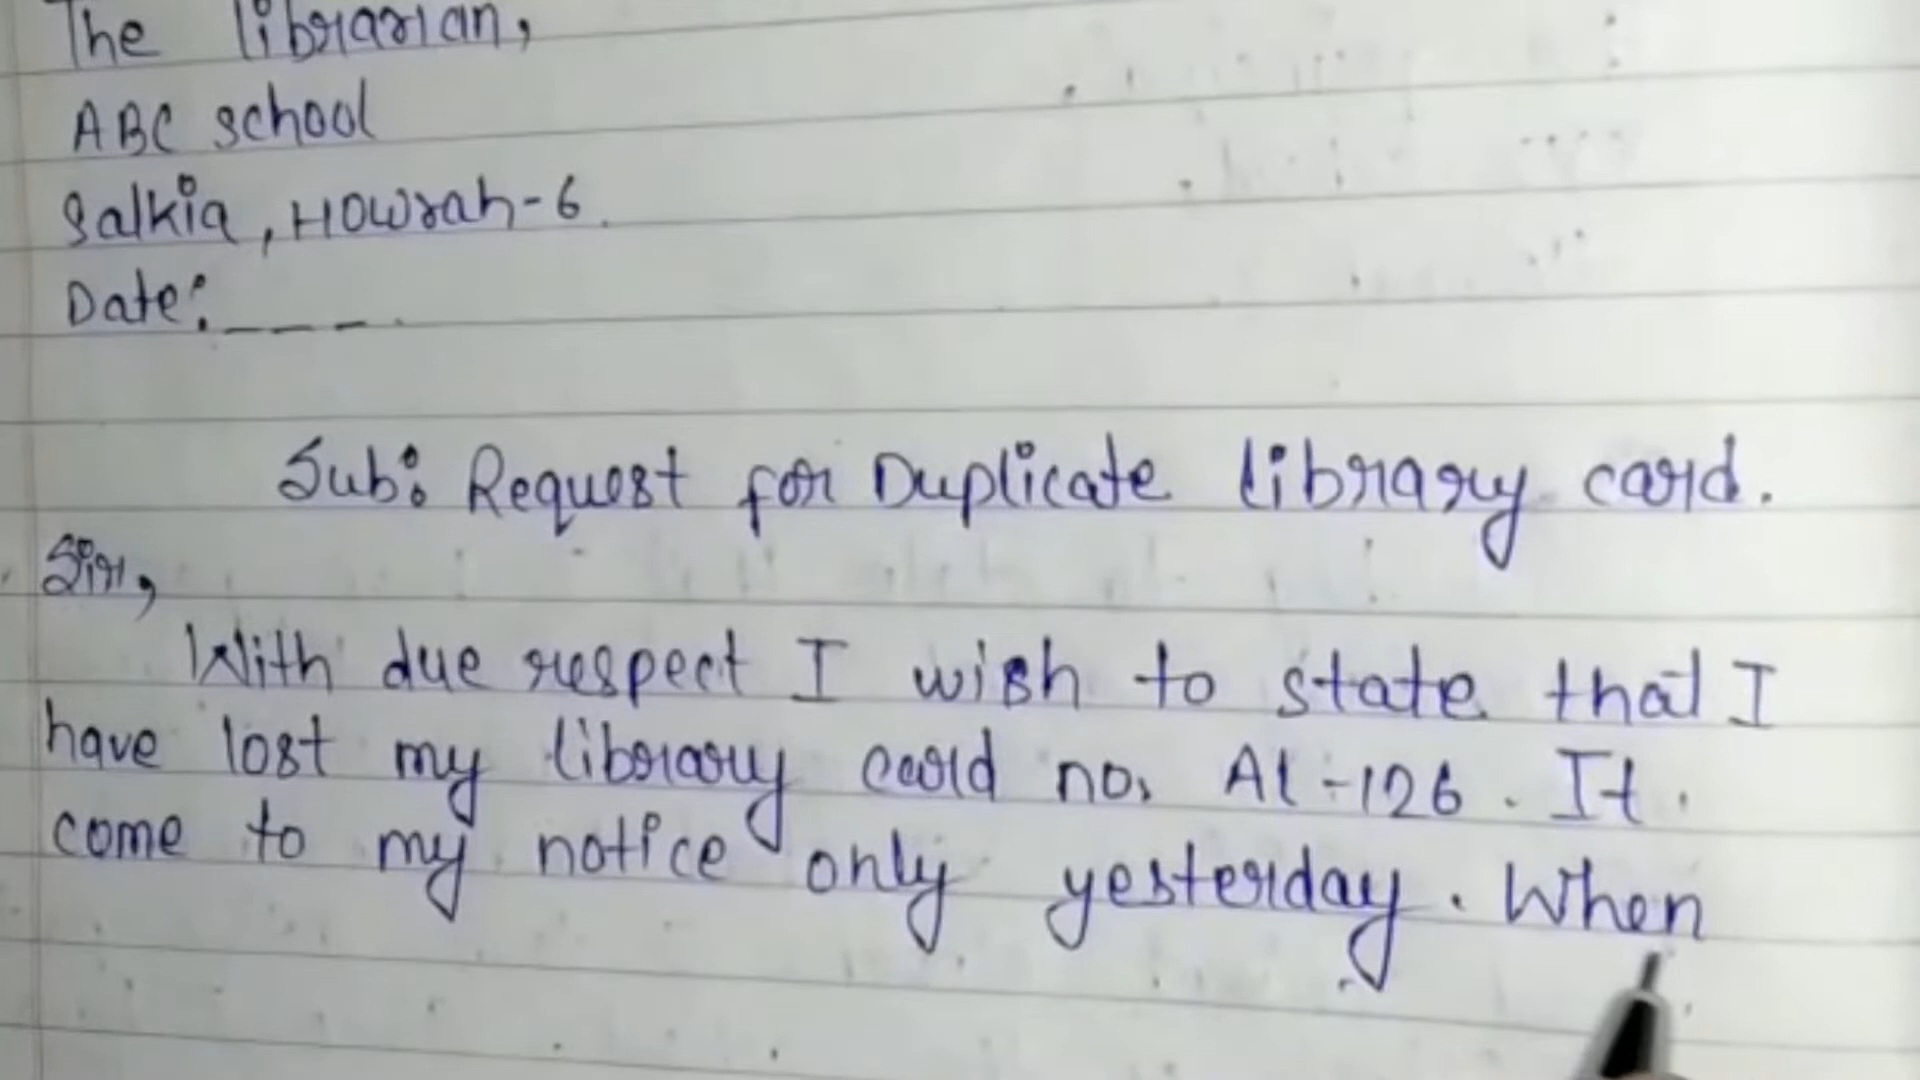 The librarian,
ABC school
Salkia, Howrah-6.
Date:____.
Sub: Request for Duplicate library card.
Sir,
With due respect I wish to state that I
have lost my library card no. AL-126. It
come to my notice only yesterday. When